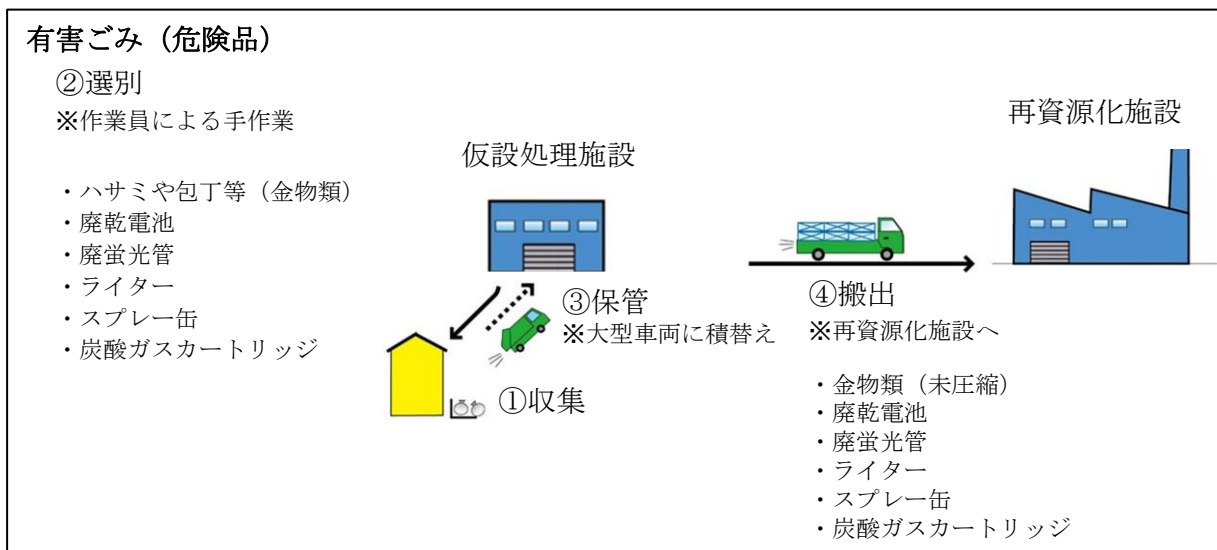 有害ごみ（危険品）
②選別
※作業員による手作業
・ハサミや包丁等（金物類）
・廃乾電池
・廃蛍光管
・ライター
・スプレー缶
・炭酸ガスカートリッジ
仮設処理施設
③保管
※大型車両に積替え
①収集
再資源化施設
④搬出
※再資源化施設へ
・金物類（未圧縮）
・廃乾電池
・廃蛍光管
・ライター
・スプレー缶
・炭酸ガスカートリッジ